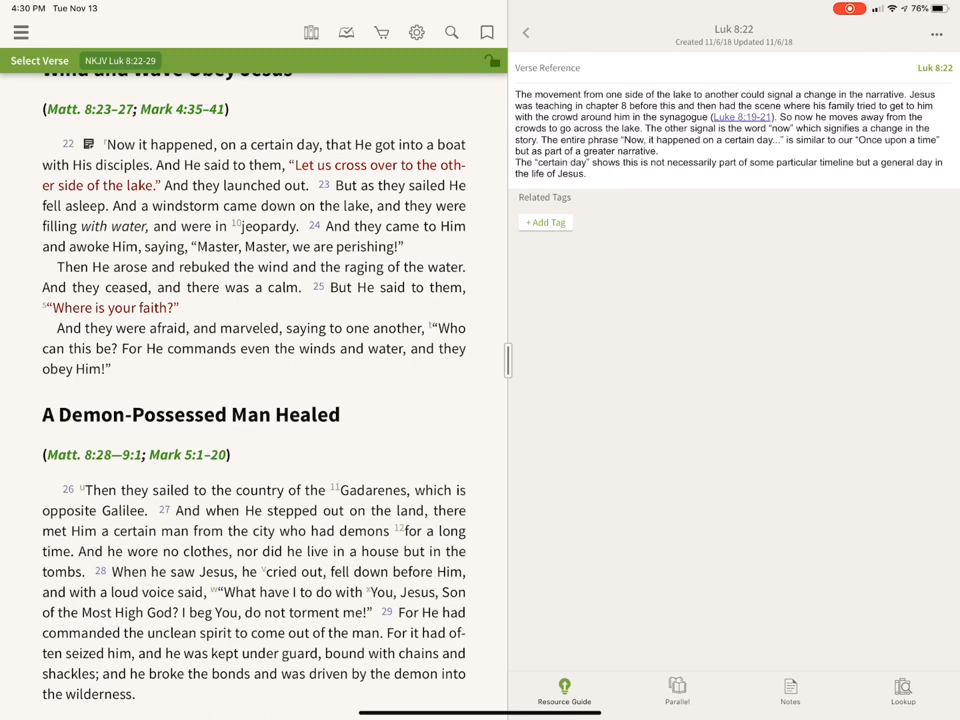 4:30 PM Tue Nov 13
76%
Select Verse NKJV Luk 8:22-29
Wind and Wave Obey Jesus
(Matt. 8:23–27; Mark 4:35–41)
22 rNow it happened, on a certain day, that He got into a boat
with His disciples. And He said to them, “Let us cross over to the oth-
er side of the lake.” And they launched out. 23 But as they sailed He
fell asleep. And a windstorm came down on the lake, and they were
filling with water, and were in 10jeopardy. 24 And they came to Him
and awoke Him, saying, “Master, Master, we are perishing!”
Then He arose and rebuked the wind and the raging of the water.
And they ceased, and there was a calm. 25 But He said to them,
s“Where is your faith?”
And they were afraid, and marveled, saying to one another, t“Who
can this be? For He commands even the winds and water, and they
obey Him!”
A Demon-Possessed Man Healed
(Matt. 8:28—9:1; Mark 5:1–20)
26 uThen they sailed to the country of the 11Gadarenes, which is
opposite Galilee. 27 And when He stepped out on the land, there
met Him a certain man from the city who had demons 12for a long
time. And he wore no clothes, nor did he live in a house but in the
tombs. 28 When he saw Jesus, he vcried out, fell down before Him,
and with a loud voice said, w“What have I to do with xYou, Jesus, Son
of the Most High God? I beg You, do not torment me!” 29 For He had
commanded the unclean spirit to come out of the man. For it had of-
ten seized him, and he was kept under guard, bound with chains and
shackles; and he broke the bonds and was driven by the demon into
the wilderness.
Luk 8:22
Created 11/6/18 Updated 11/6/18
Verse Reference Luk 8:22
The movement from one side of the lake to another could signal a change in the narrative. Jesus
was teaching in chapter 8 before this and then had the scene where his family tried to get to him
with the crowd around him in the synagogue (Luke 8:19-21). So now he moves away from the
crowds to go across the lake. The other signal is the word “now” which signifies a change in the
story. The entire phrase “Now, it happened on a certain day...” is similar to our “Once upon a time”
but as part of a greater narrative.
The “certain day” shows this is not necessarily part of some particular timeline but a general day in
the life of Jesus.
Related Tags
+ Add Tag
Resource Guide Parallel Notes Lookup